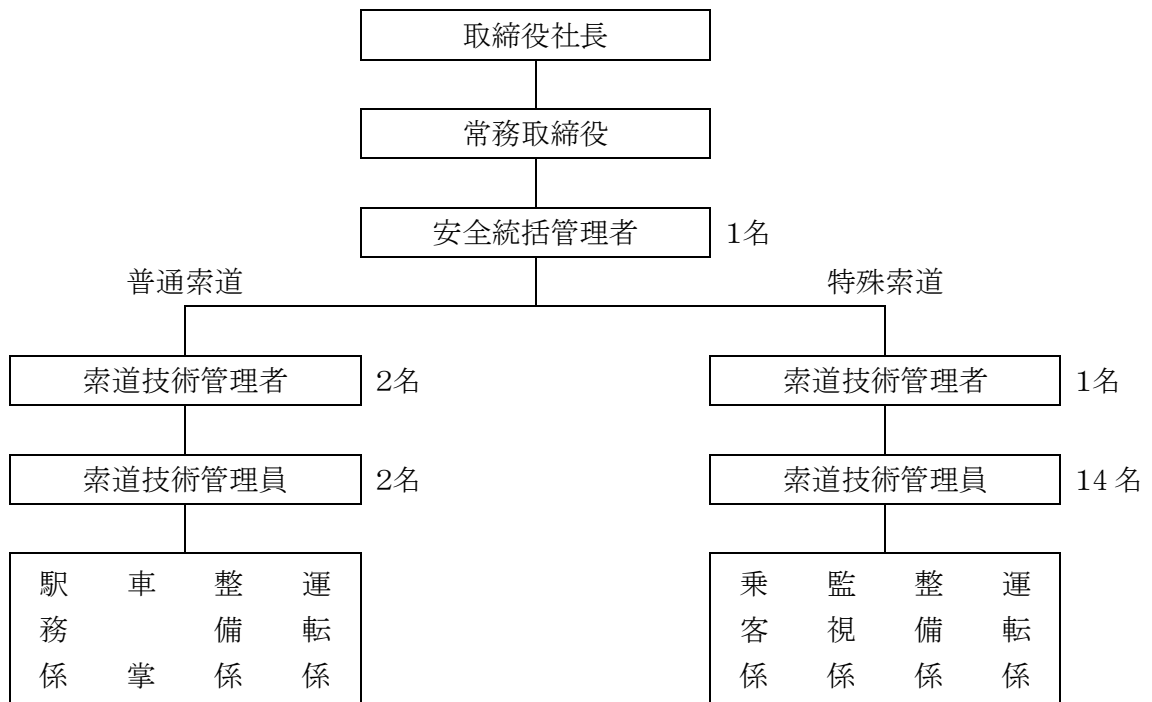 取締役社長
常務取締役
安全統括管理者 1名
普通索道 特殊索道
索道技術管理者 2名 索道技術管理者 1名
索道技術管理員 2名 索道技術管理員 14名
駅務係 車掌 整備係 運転係 乗客係 監視係 整備係 運転係